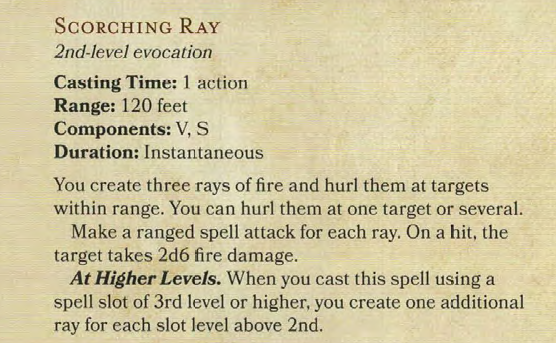 SCORCHING RAY
2nd-level evocation
Casting Time: 1 action
Range: 120 feet
Components: V, S
Duration: Instantaneous
You create three rays of fire and hurl them at targets
within range. You can hurl them at one target or several.
Make a ranged spell attack for each ray. On a hit, the
target takes 2d6 fire damage.
At Higher Levels. When you cast this spell using a
spell slot of 3rd level or higher, you create one additional
ray for each slot level above 2nd.